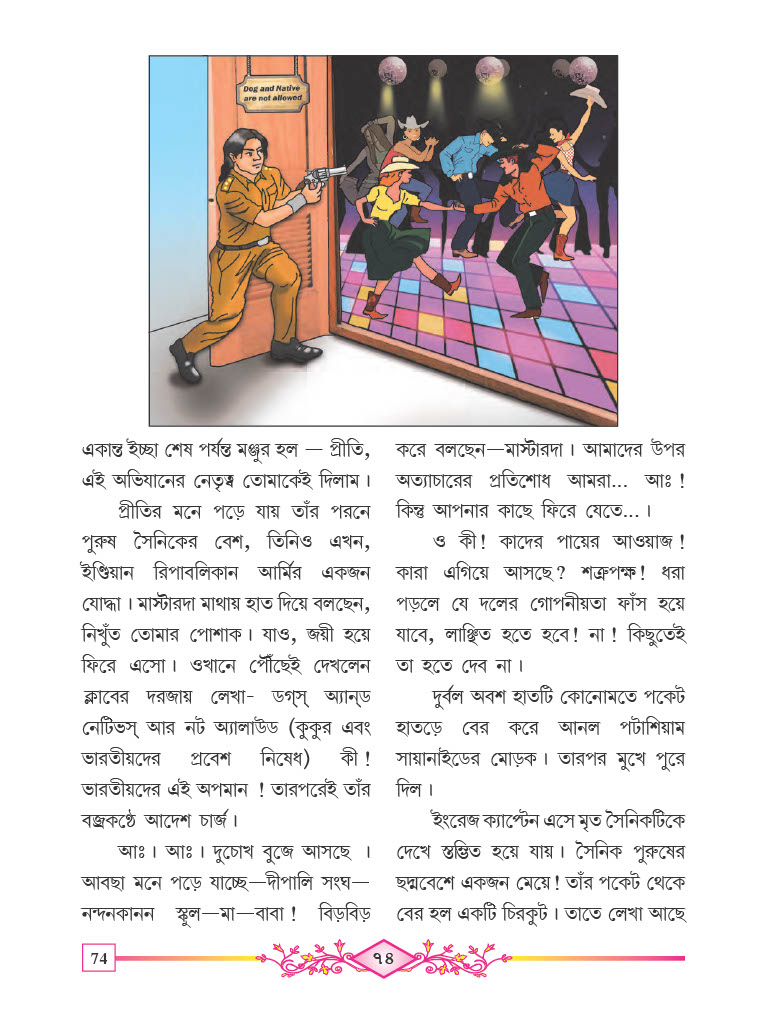 Dog and Native
are not allowed
একান্ত ইচ্ছা শেষ পর্যন্ত মঞ্জুর হল — প্রীতি,
এই অভিযানের নেতৃত্ব তোমাকেই দিলাম।
প্রীতির মনে পড়ে যায় তাঁর পরনে
পুরুষ সৈনিকের বেশ, তিনিও এখন,
ইণ্ডিয়ান রিপাবলিকান আর্মির একজন
যোদ্ধা। মাস্টারদা মাথায় হাত দিয়ে বলছেন,
নিখুঁত তোমার পোশাক। যাও, জয়ী হয়ে
ফিরে এসো। ওখানে পৌঁছেই দেখলেন
ক্লাবের দরজায় লেখা- ডগ্‌স্ অ্যান্‌ড
নেটিভস্ আর নট অ্যালাউড (কুকুর এবং
ভারতীয়দের প্রবেশ নিষেধ) কী!
ভারতীয়দের এই অপমান ! তারপরেই তাঁর
বজ্রকণ্ঠে আদেশ চার্জ।
আঃ। আঃ। দুচোখ বুজে আসছে ।
আবছা মনে পড়ে যাচ্ছে—দীপালি সংঘ—
নন্দনকানন স্কুল—মা—বাবা! বিড়বিড়
করে বলছেন—মাস্টারদা। আমাদের উপর
অত্যাচারের প্রতিশোধ আমরা... আঃ!
কিন্তু আপনার কাছে ফিরে যেতে...।
ও কী! কাদের পায়ের আওয়াজ!
কারা এগিয়ে আসছে? শত্রুপক্ষ! ধরা
পড়লে যে দলের গোপনীয়তা ফাঁস হয়ে
যাবে, লাঞ্ছিত হতে হবে! না! কিছুতেই
তা হতে দেব না।
দুর্বল অবশ হাতটি কোনোমতে পকেট
হাতড়ে বের করে আনল পটাশিয়াম
সায়ানাইডের মোড়ক। তারপর মুখে পুরে
দিল।
ইংরেজ ক্যাপ্টেন এসে মৃত সৈনিকটিকে
দেখে স্তম্ভিত হয়ে যায়। সৈনিক পুরুষের
ছদ্মবেশে একজন মেয়ে! তাঁর পকেট থেকে
বের হল একটি চিরকুট। তাতে লেখা আছে
74
৭৪